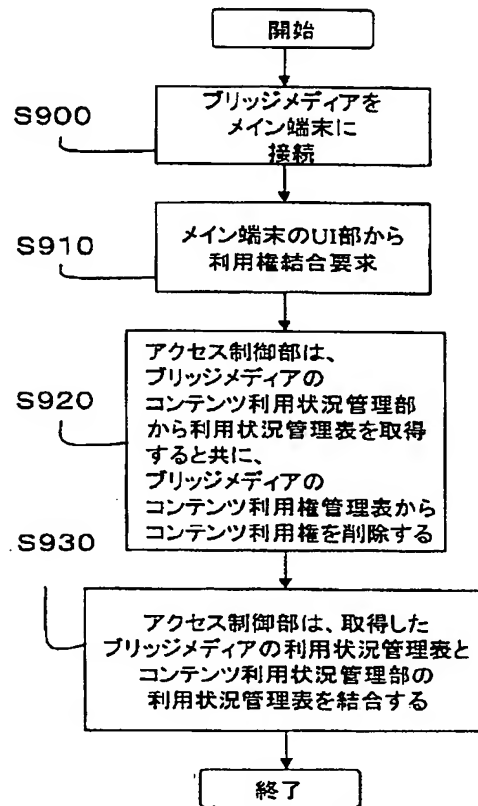 開始
S900
ブリッジメディアを
メイン端末に
接続
S910
メイン端末のUI部から
利用権結合要求
S920
アクセス制御部は、
ブリッジメディアの
コンテンツ利用状況管理部
から利用状況管理表を取得
すると共に、
ブリッジメディアの
コンテンツ利用権管理表から
コンテンツ利用権を削除する
S930
アクセス制御部は、取得した
ブリッジメディアの利用状況管理表と
コンテンツ利用状況管理部の
利用状況管理表を結合する
終了